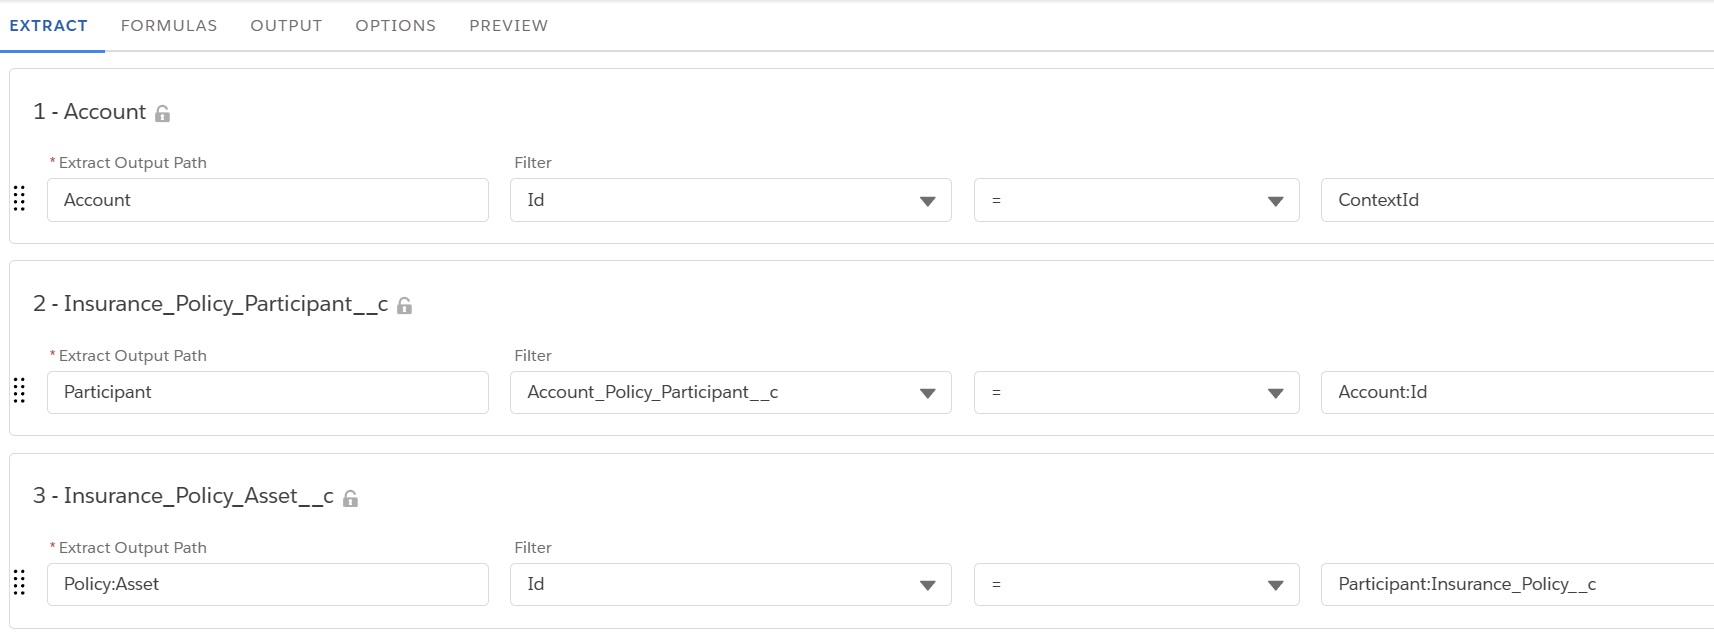 EXTRACT FORMULAS OUTPUT OPTIONS PREVIEW
1 - Account
* Extract Output Path Filter
Account Id = ContextId
2 - Insurance_Policy_Participant__c
* Extract Output Path Filter
Participant Account_Policy_Participant__c = Account:Id
3 - Insurance_Policy_Asset__c
* Extract Output Path Filter
Policy:Asset Id = Participant:Insurance_Policy__c